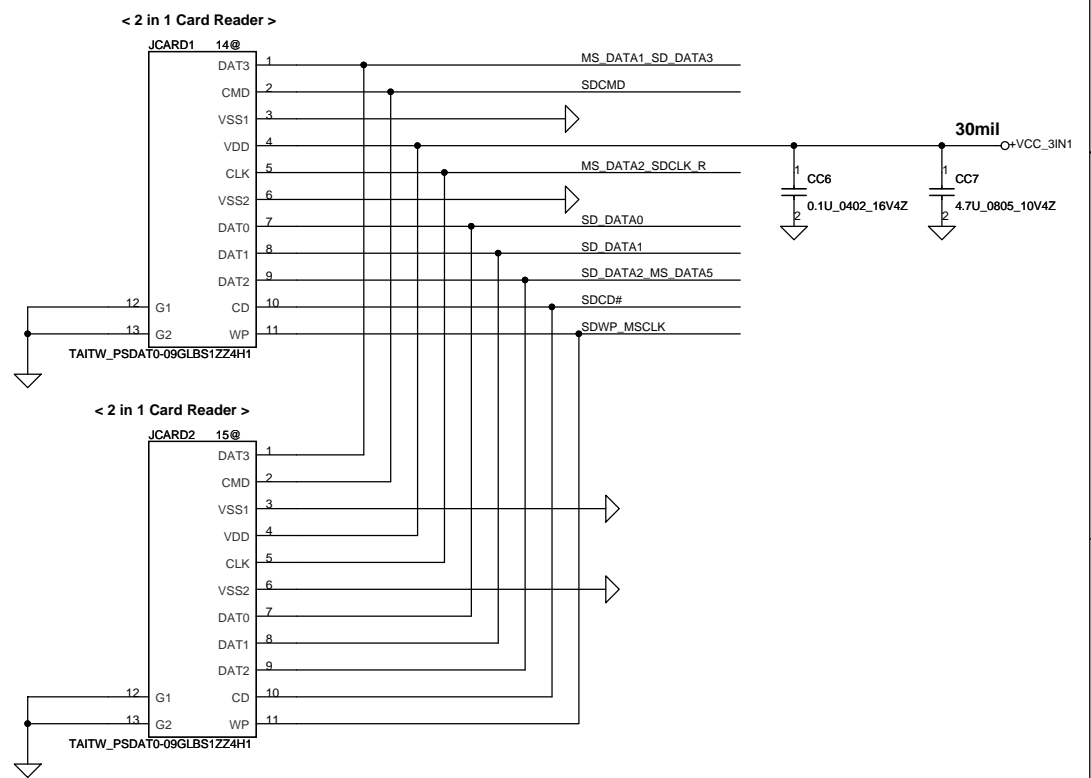 < 2 in 1 Card Reader >
JCARD1 14@
DAT3 1 MS_DATA1_SD_DATA3
CMD 2 SDCMD
VSS1 3
VDD 4 30mil +VCC_3IN1
CLK 5 MS_DATA2_SDCLK_R
VSS2 6
DAT0 7 SD_DATA0
DAT1 8 SD_DATA1
DAT2 9 SD_DATA2_MS_DATA5
12 G1 CD 10 SDCD#
13 G2 WP 11 SDWP_MSCLK
TAITW_PSDAT0-09GLBS1ZZ4H1
1 CC6
0.1U_0402_16V4Z
2
1 CC7
4.7U_0805_10V4Z
2
< 2 in 1 Card Reader >
JCARD2 15@
DAT3 1
CMD 2
VSS1 3
VDD 4
CLK 5
VSS2 6
DAT0 7
DAT1 8
DAT2 9
12 G1 CD 10
13 G2 WP 11
TAITW_PSDAT0-09GLBS1ZZ4H1